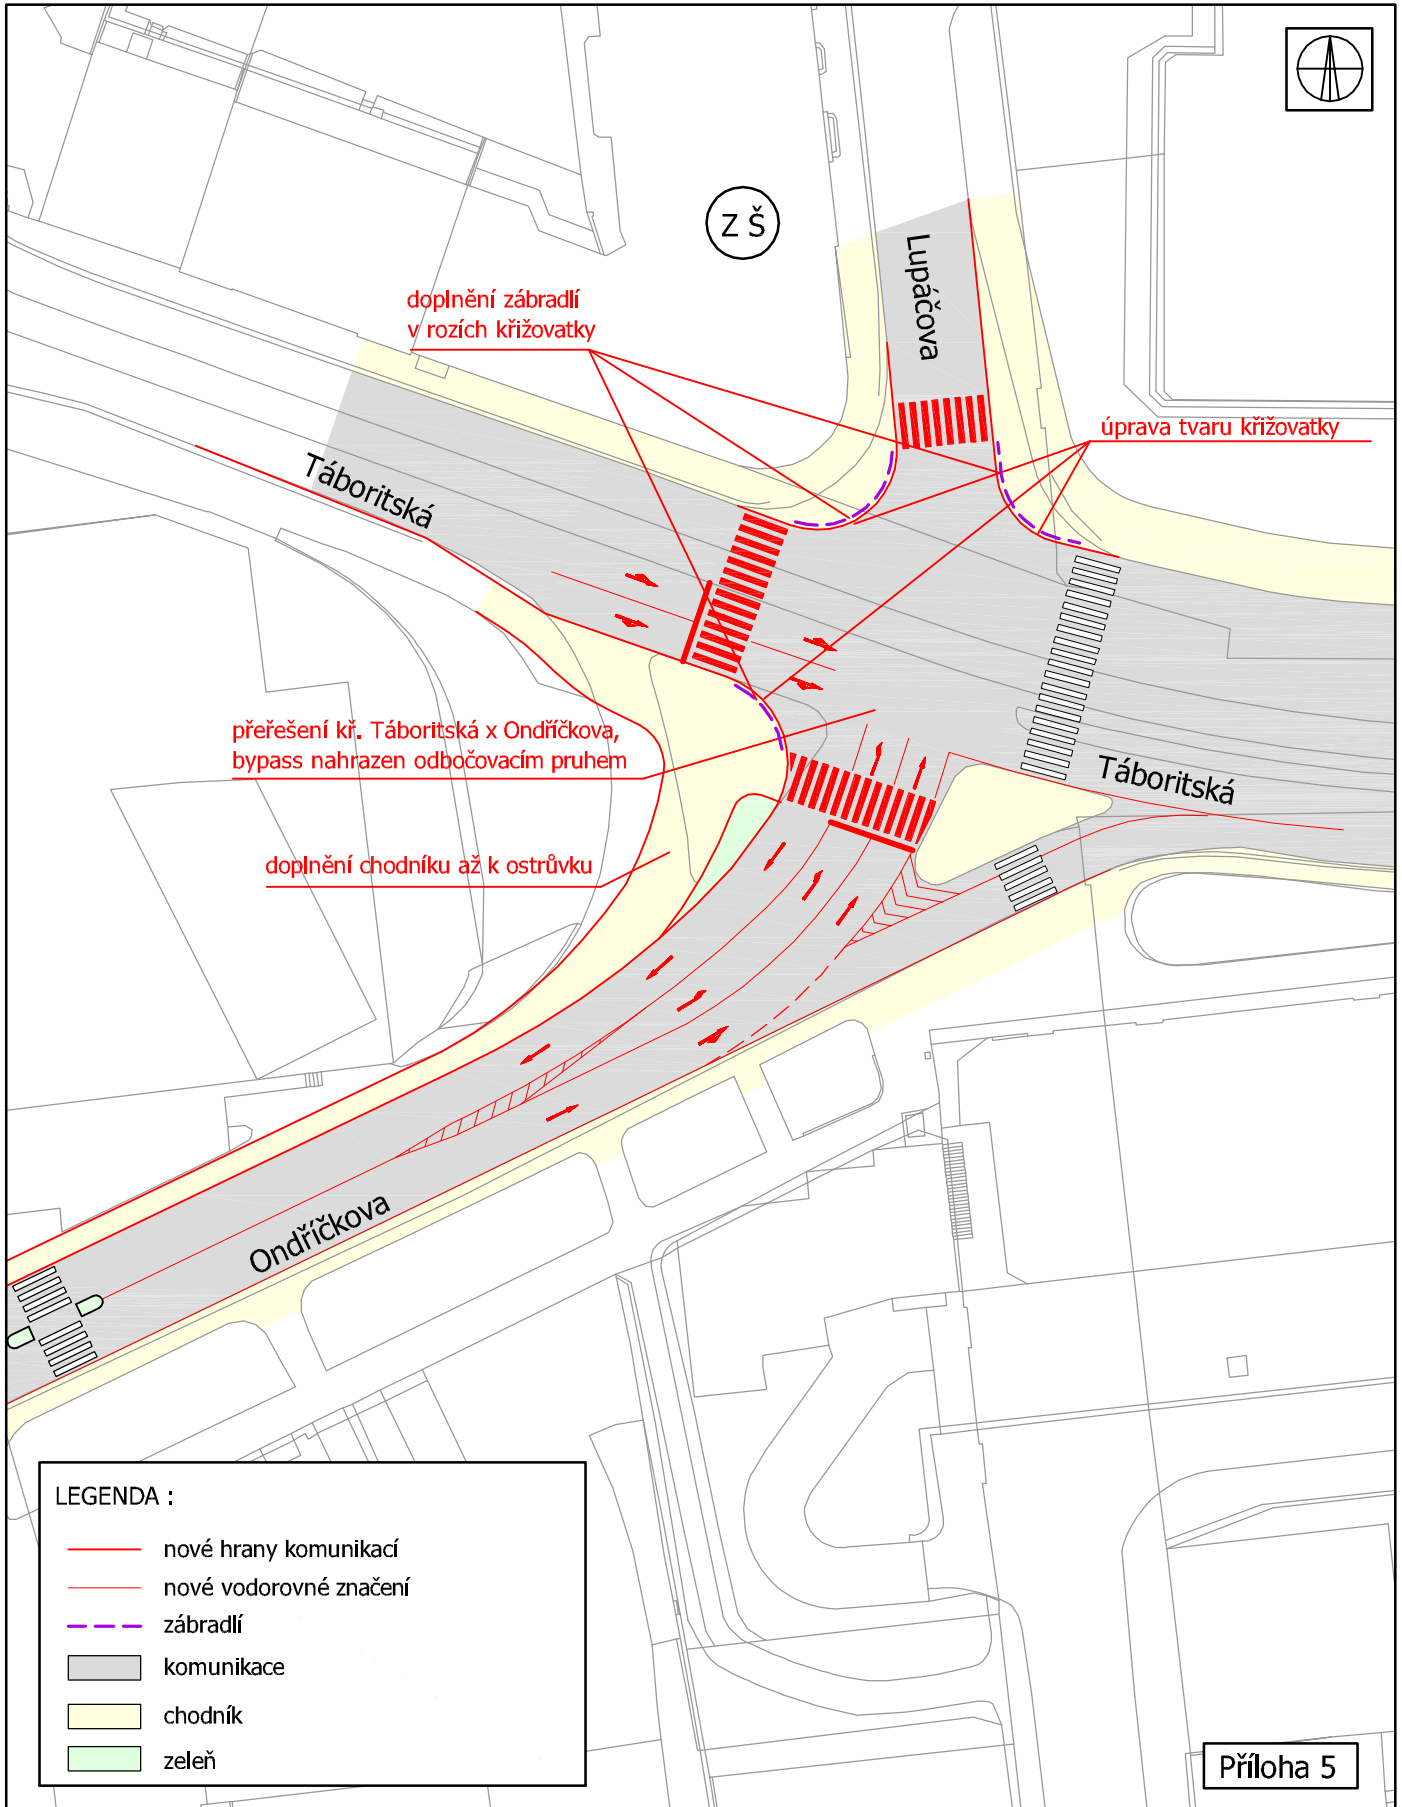 Z Š
Lupáčova
doplnění zábradlí
v rozích křižovatky
úprava tvaru křižovatky
Táboritská
přeřešení kř. Táboritská x Ondříčkova,
bypass nahrazen odbočovacím pruhem
Táboritská
doplnění chodníku až k ostrůvku
Ondříčkova
LEGENDA :
nové hrany komunikací
nové vodorovné značení
zábradlí
komunikace
chodník
zeleň
Příloha 5